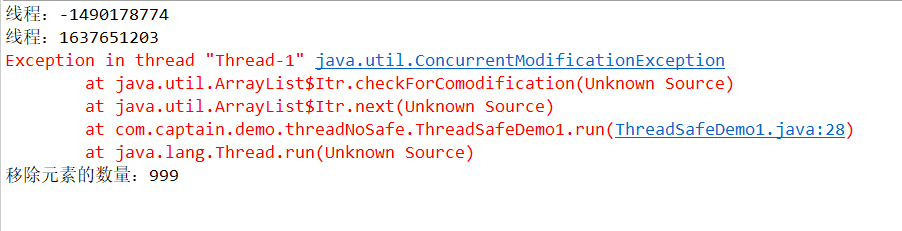 线程：-1490178774
线程：1637651203
Exception in thread "Thread-1" java.util.ConcurrentModificationException
at java.util.ArrayList$Itr.checkForComodification(Unknown Source)
at java.util.ArrayList$Itr.next(Unknown Source)
at com.captain.demo.threadNoSafe.ThreadSafeDemo1.run(ThreadSafeDemo1.java:28)
at java.lang.Thread.run(Unknown Source)
移除元素的数量：999